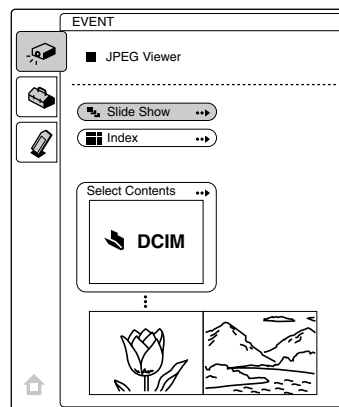 EVENT
JPEG Viewer
Slide Show
Index
Select Contents
DCIM